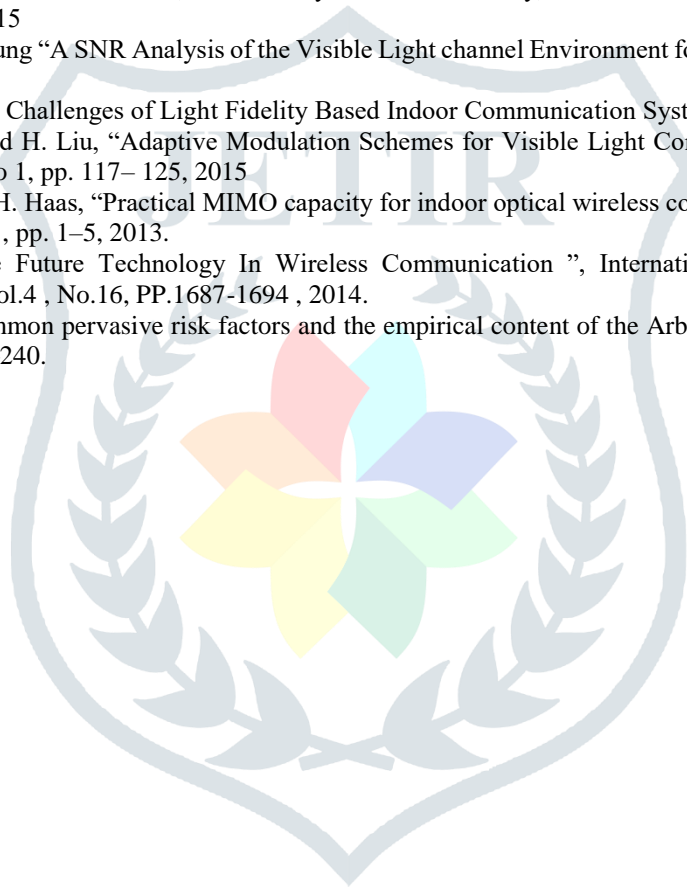 15
ung “A SNR Analysis of the Visible Light channel Environment fo
Challenges of Light Fidelity Based Indoor Communication Syst
d H. Liu, “Adaptive Modulation Schemes for Visible Light Co
o 1, pp. 117– 125, 2015
H. Haas, “Practical MIMO capacity for indoor optical wireless co
, pp. 1–5, 2013.
e Future Technology In Wireless Communication ”, Internati
ol.4 , No.16, PP.1687-1694 , 2014.
mmon pervasive risk factors and the empirical content of the Arb
240.
JETIR